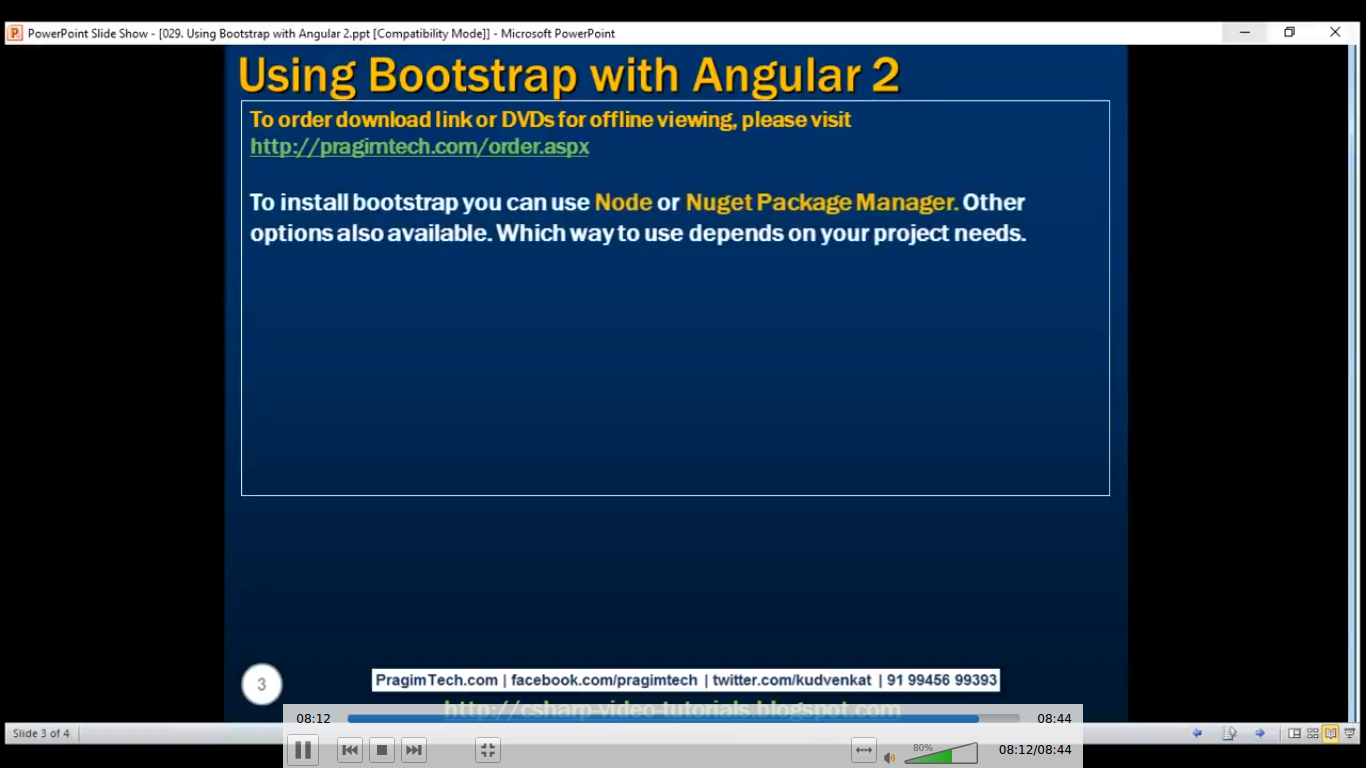 PowerPoint Slide Show - [029. Using Bootstrap with Angular 2.ppt [Compatibility Mode]] - Microsoft PowerPoint
Using Bootstrap with Angular 2
To order download link or DVDs for offline viewing, please visit
http://pragimtech.com/order.aspx
To install bootstrap you can use Node or Nuget Package Manager. Other
options also available. Which way to use depends on your project needs.
3
PragimTech.com | facebook.com/pragimtech | twitter.com/kudvenkat | 91 99456 99393
http://csharp-video-tutorials.blogspot.com
08:12 08:44
Slide 3 of 4
80% 08:12/08:44